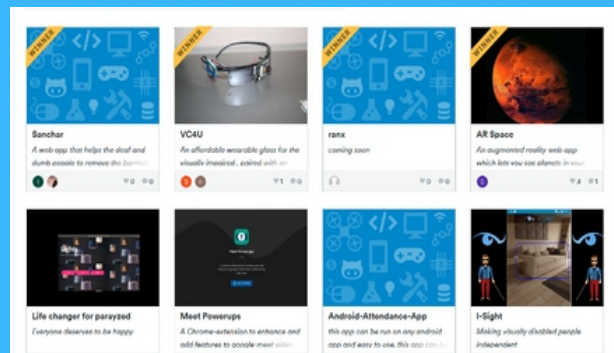 WINNER
WINNER
WINNER
WINNER
Sanchar
A web app that helps the deaf and
dumb people to remove the barriers
0 0
VC4U
An affordable wearable glass for the
visually impaired , paired with an
1 0
ranx
coming soon
0 0
AR Space
An augmented reality web app
which lets you see planets in your
4 1
Life changer for parayzed
Everyone deserves to be happy
Meet Powerups
Meet Powerups
A Chrome-extension to enhance and
add features to google meet video
Android-Attendance-App
this app can be run on any android
app and easy to use. this app can be
I-Sight
Making visually disabled people
independent